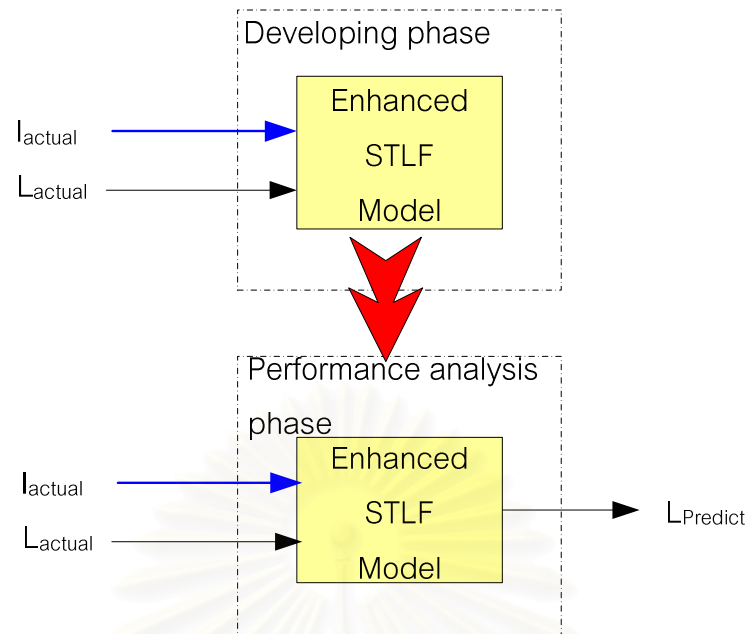 Developing phase
Enhanced
STLF
Model
Iactual
Lactual
Performance analysis
phase
Enhanced
STLF
Model
Iactual
Lactual
LPredict